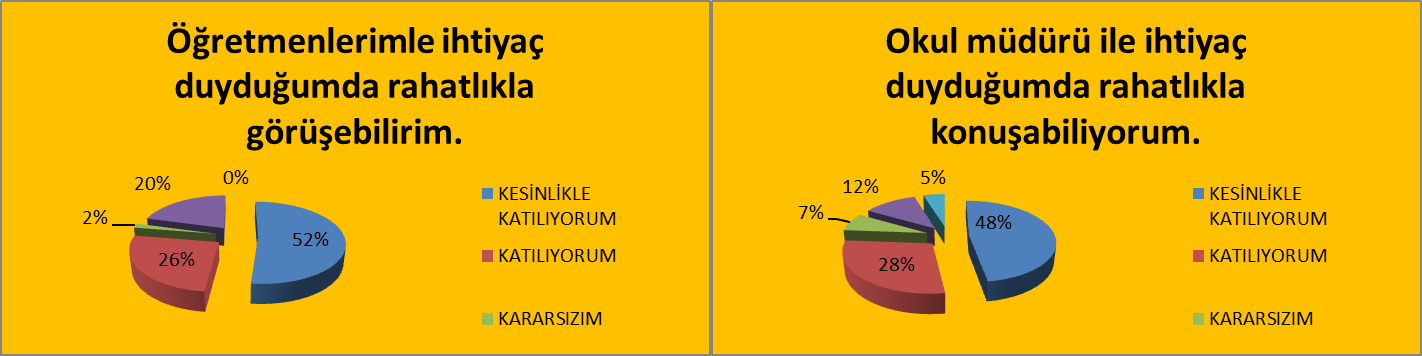 Öğretmenlerimle ihtiyaç
duyduğumda rahatlıkla
görüşebilirim.
0%
20%
2%
52%
26%
KESİNLİKLE
KATILIYORUM
KATILIYORUM
KARARSIZIM
Okul müdürü ile ihtiyaç
duyduğumda rahatlıkla
konuşabiliyorum.
5%
12%
7%
48%
28%
KESİNLİKLE
KATILIYORUM
KATILIYORUM
KARARSIZIM